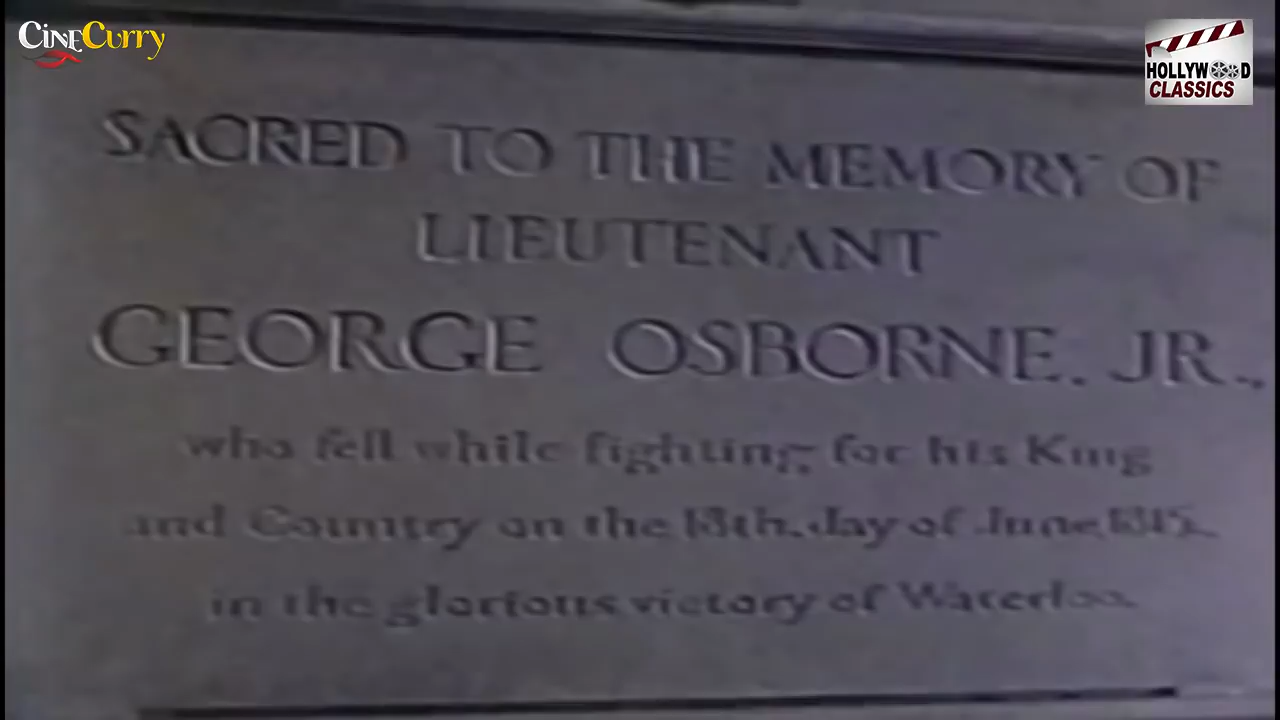 CINECURRY
HOLLYWOOD
CLASSICS
SACRED TO THE MEMORY OF
LIEUTENANT
GEORGE OSBORNE, JR.,
who fell while fighting for his King
and Country on the 18th. day of June, 1815,
in the glorious victory of Waterloo.